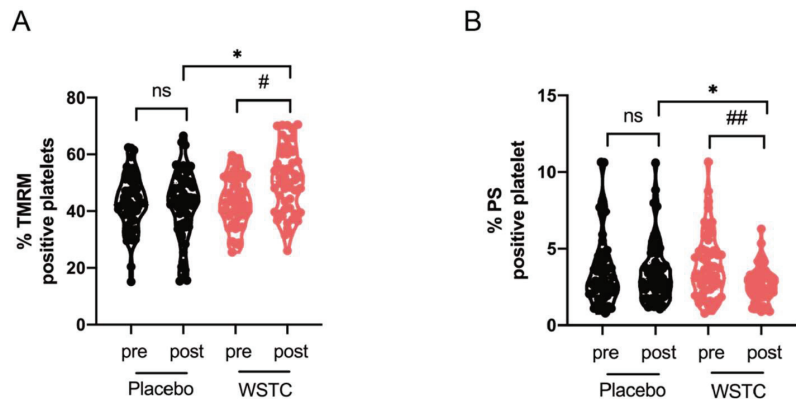 A
% TMRM
positive platelets
80
60
40
20
0
ns
*
#
pre
post
pre
post
Placebo
WSTC
B
% PS
positive platelet
15
10
5
0
ns
*
##
pre
post
pre
post
Placebo
WSTC